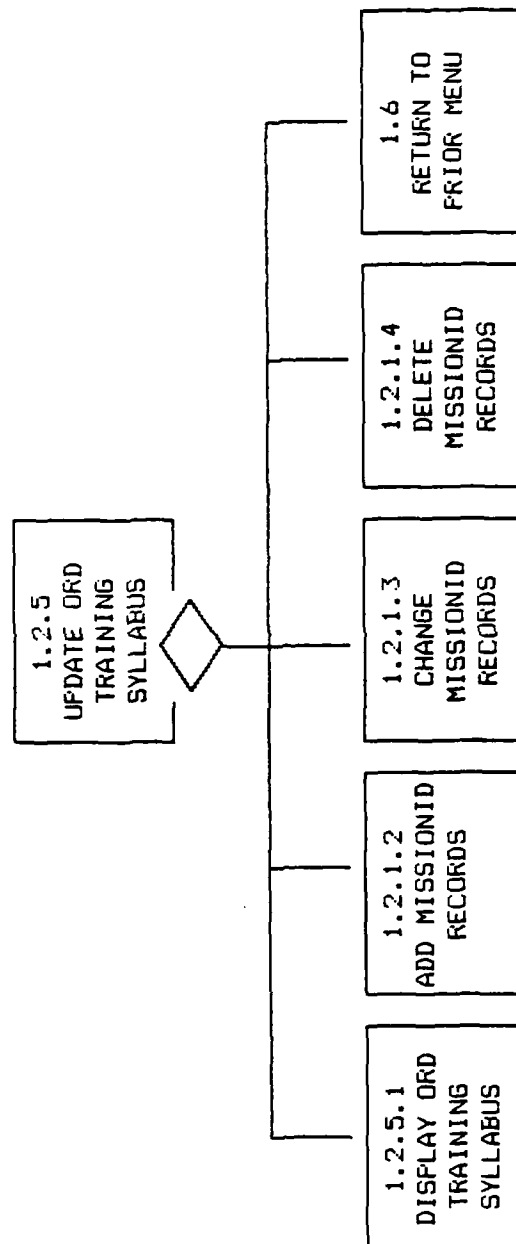 1.2.5
UPDATE ORD
TRAINING
SYLLABUS
1.2.5.1
DISPLAY ORD
TRAINING
SYLLABUS
1.2.1.2
ADD MISSIONID
RECORDS
1.2.1.3
CHANGE
MISSIONID
RECORDS
1.2.1.4
DELETE
MISSIONID
RECORDS
1.6
RETURN TO
PRIOR MENU